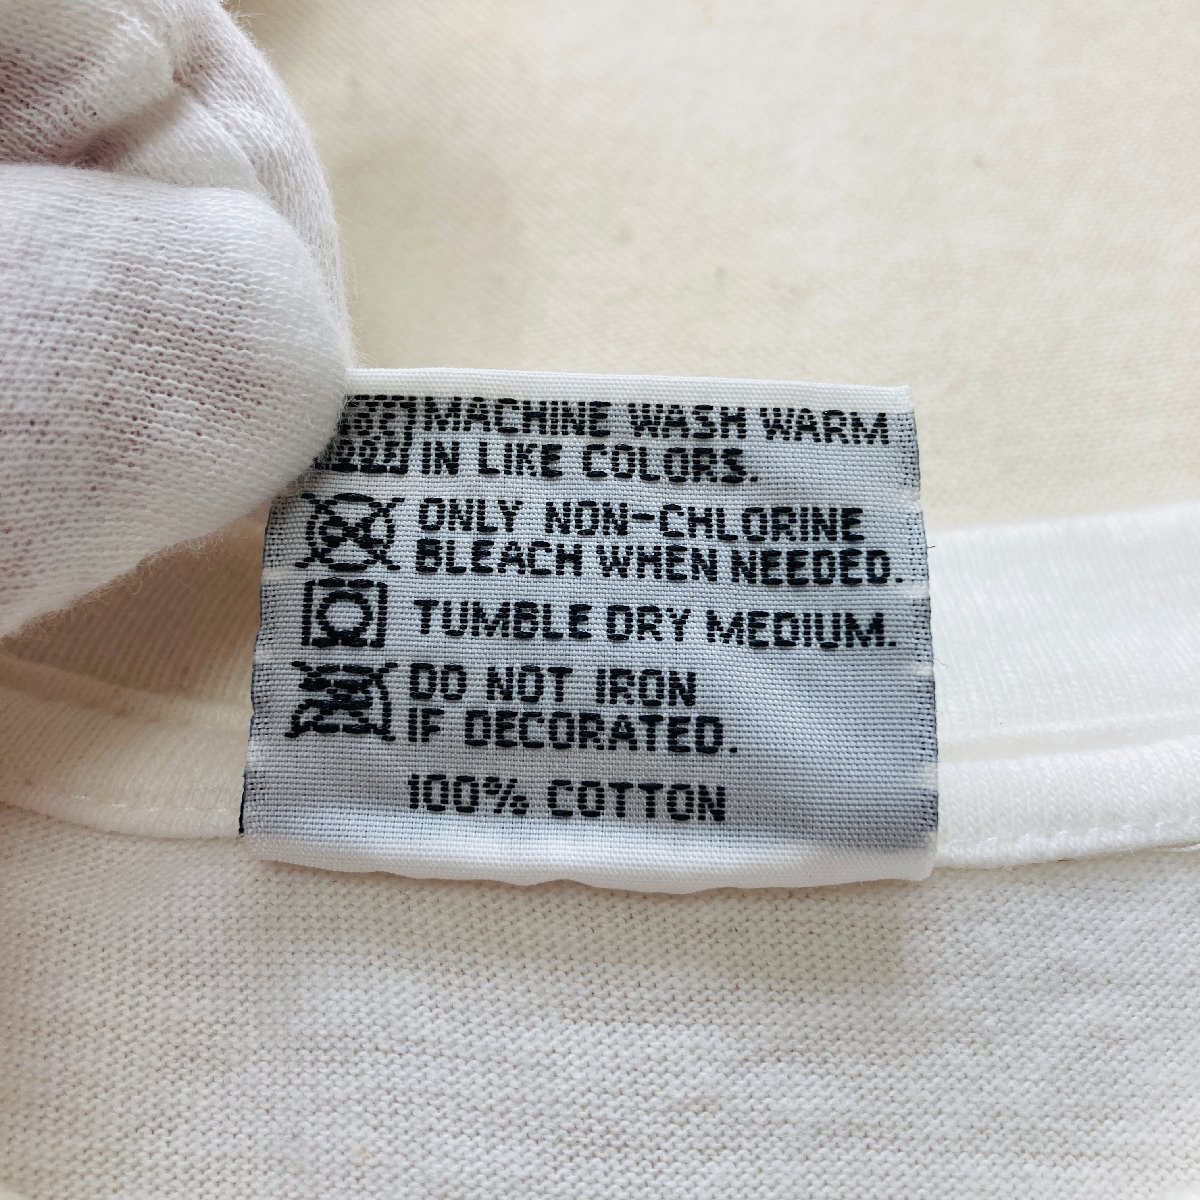 MACHINE WASH WARM
IN LIKE COLORS.
ONLY NON-CHLORINE
BLEACH WHEN NEEDED.
TUMBLE DRY MEDIUM.
DO NOT IRON
IF DECORATED.
100% COTTON